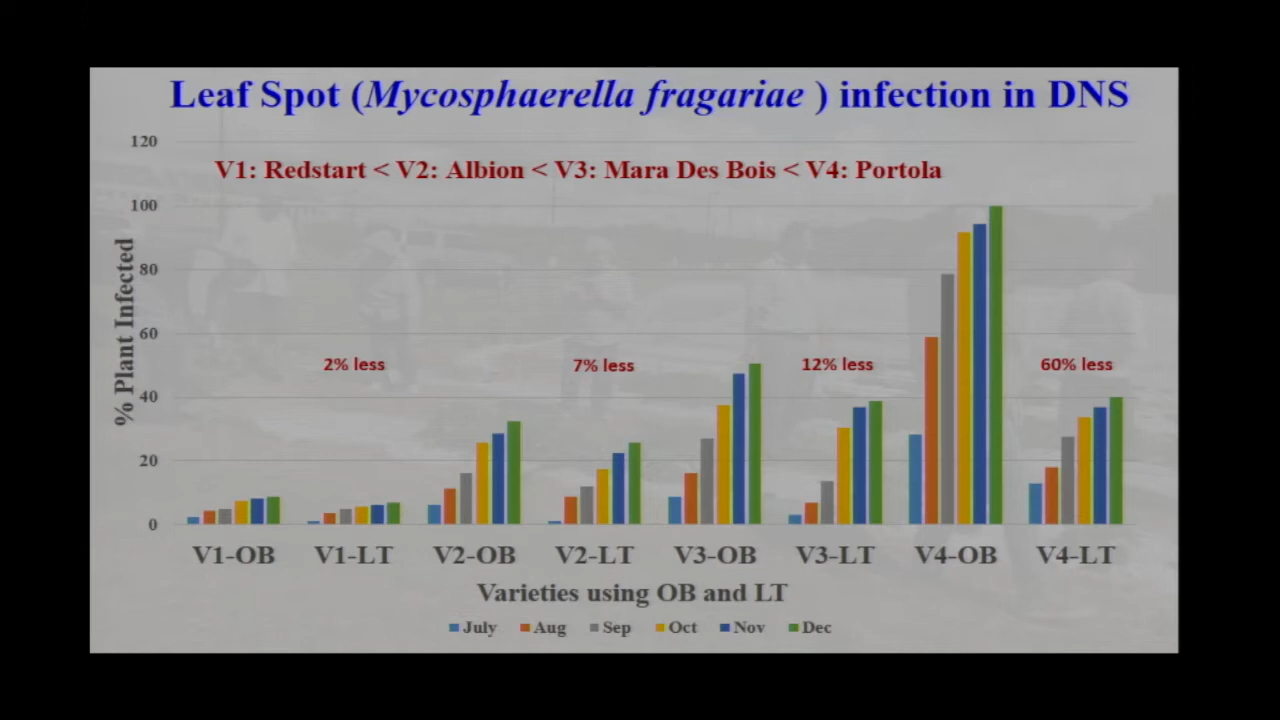 Leaf Spot (Mycosphaerella fragariae ) infection in DNS
V1: Redstart < V2: Albion < V3: Mara Des Bois < V4: Portola
% Plant Infected
120
100
80
60
40
20
0
2% less
7% less
12% less
60% less
V1-OB V1-LT V2-OB V2-LT V3-OB V3-LT V4-OB V4-LT
Varieties using OB and LT
July Aug Sep Oct Nov Dec